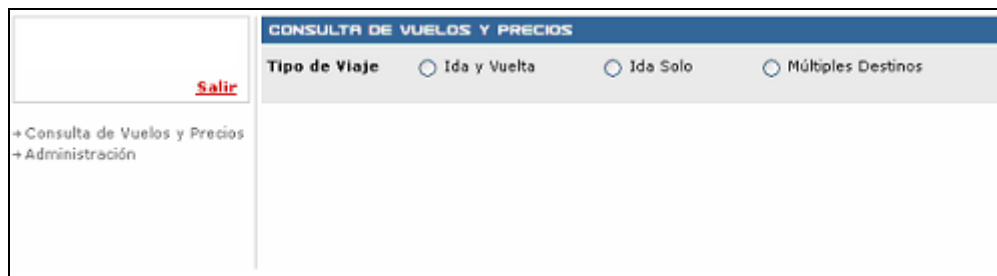 CONSULTA DE VUELOS Y PRECIOS
Tipo de Viaje Ida y Vuelta Ida Solo Múltiples Destinos
Salir
→Consulta de Vuelos y Precios
→Administración